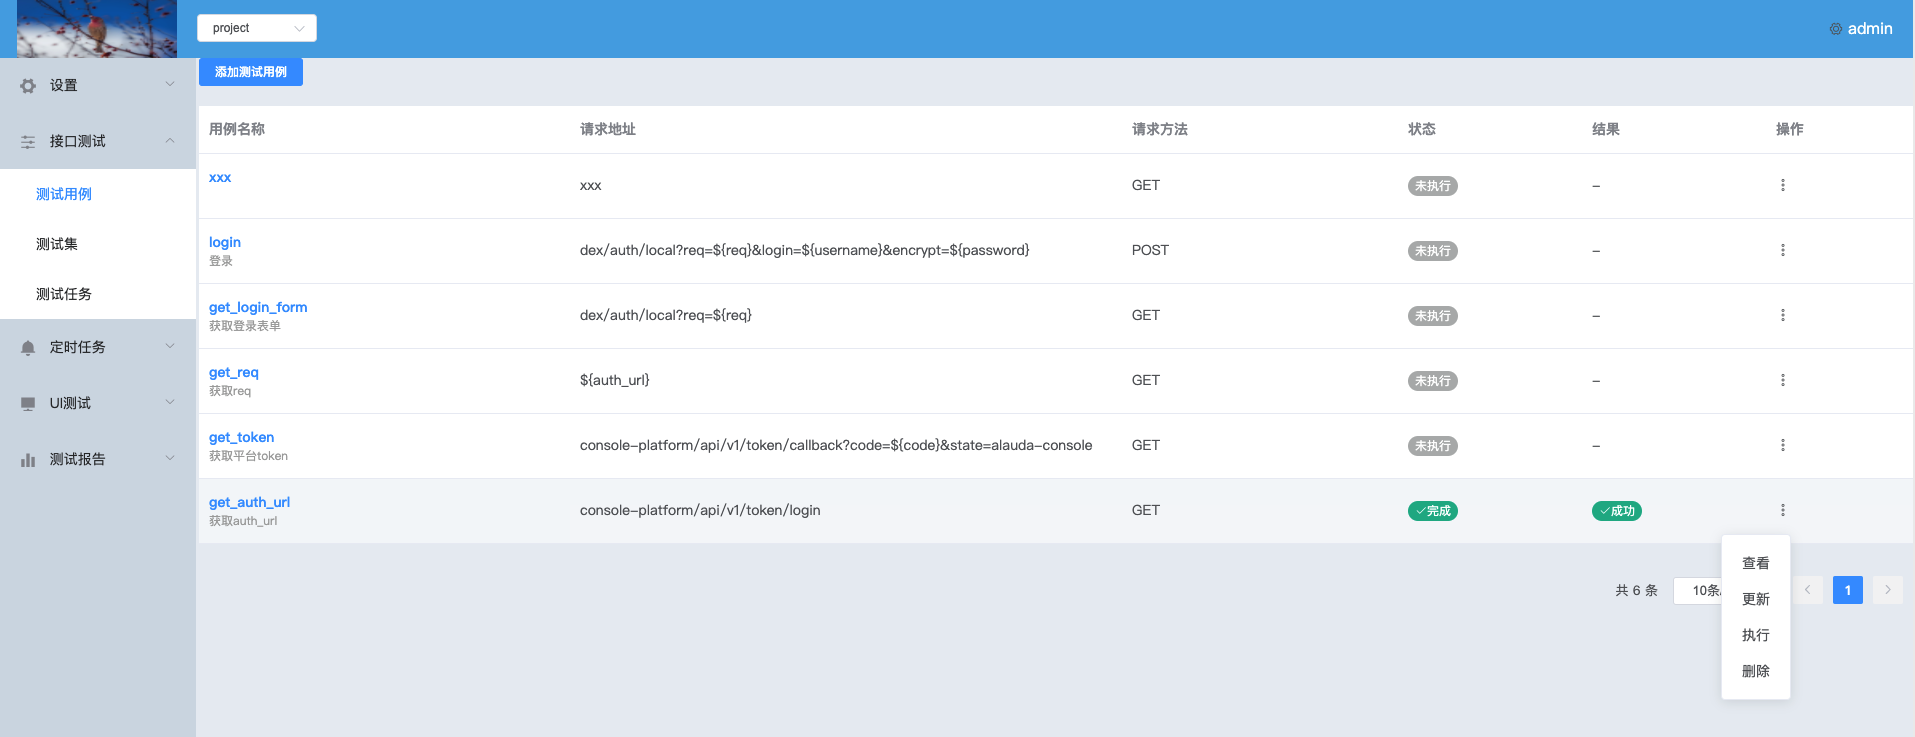 project
admin
设置
接口测试
测试用例
测试集
测试任务
定时任务
UI测试
测试报告
添加测试用例
用例名称 请求地址 请求方法 状态 结果 操作
xxx xxx GET 未执行 –
login
登录
dex/auth/local?req=${req}&login=${username}&encrypt=${password} POST 未执行 –
get_login_form
获取登录表单
dex/auth/local?req=${req} GET 未执行 –
get_req
获取req
${auth_url} GET 未执行 –
get_token
获取平台token
console-platform/api/v1/token/callback?code=${code}&state=alauda-console GET 未执行 –
get_auth_url
获取auth_url
console-platform/api/v1/token/login GET 完成 成功
共 6 条 10条 1
查看
更新
执行
删除